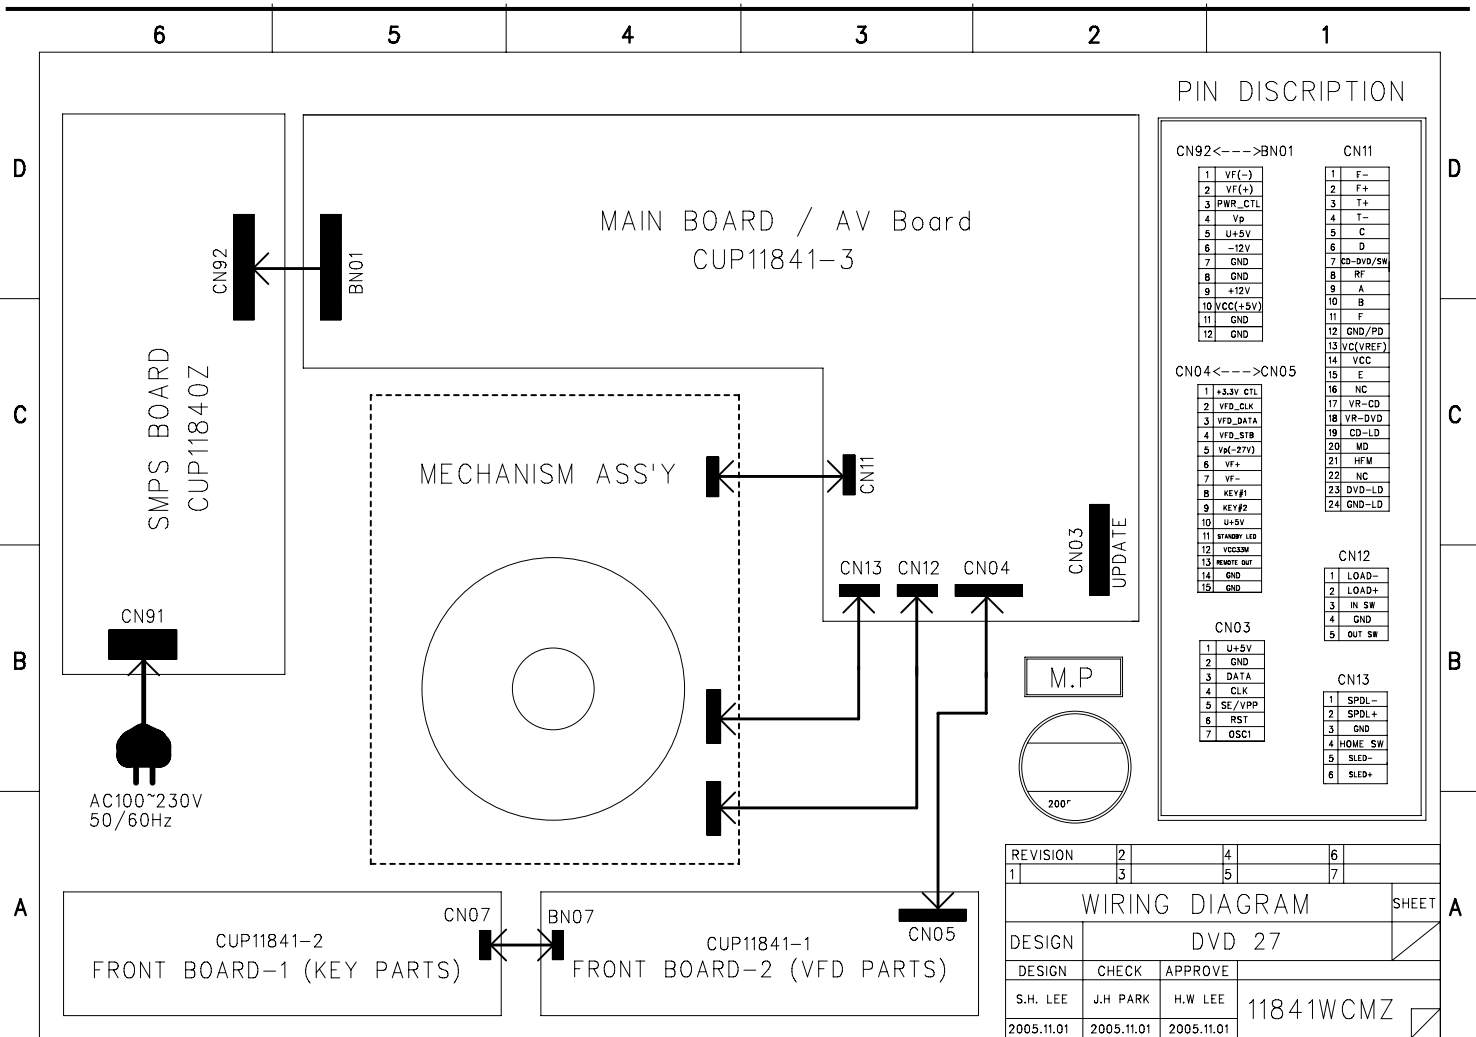 6 5 4 3 2 1
D
C
B
A
D
C
B
A
SMPS BOARD
CUP11840Z
CN92
BN01
CN91
AC100~230V
50/60Hz
MAIN BOARD / AV Board
CUP11841-3
MECHANISM ASS'Y
CN11
CN13 CN12 CN04
CN03
UPDATE
M.P
CN07
BN07
CN05
CUP11841-2
FRONT BOARD-1 (KEY PARTS)
CUP11841-1
FRONT BOARD-2 (VFD PARTS)
PIN DISCRIPTION
CN92<--->BN01
1 VF(-)
2 VF(+)
3 PWR_CTL
4 Vp
5 U+5V
6 -12V
7 GND
8 GND
9 +12V
10 VCC(+5V)
11 GND
12 GND
CN04<--->CN05
1 +3.3V CTL
2 VFD_CLK
3 VFD_DATA
4 VFD_STB
5 Vp(-27V)
6 VF+
7 VF-
8 KEY#1
9 KEY#2
10 U+5V
11 STANDBY LED
12 VCC33M
13 REMOTE OUT
14 GND
15 GND
CN03
1 U+5V
2 GND
3 DATA
4 CLK
5 SE/VPP
6 RST
7 OSC1
CN11
1 F-
2 F+
3 T+
4 T-
5 C
6 D
7 CD-DVD/SW
8 RF
9 A
10 B
11 F
12 GND/PD
13 VC(VREF)
14 VCC
15 E
16 NC
17 VR-CD
18 VR-DVD
19 CD-LD
20 MD
21 HFM
22 NC
23 DVD-LD
24 GND-LD
CN12
1 LOAD-
2 LOAD+
3 IN SW
4 GND
5 OUT SW
CN13
1 SPDL-
2 SPDL+
3 GND
4 HOME SW
5 SLED-
6 SLED+
REVISION 2 4 6
1 3 5 7
WIRING DIAGRAM SHEET
DESIGN DVD 27
DESIGN CHECK APPROVE
S.H. LEE J.H PARK H.W LEE
11841WCMZ
2005.11.01 2005.11.01 2005.11.01